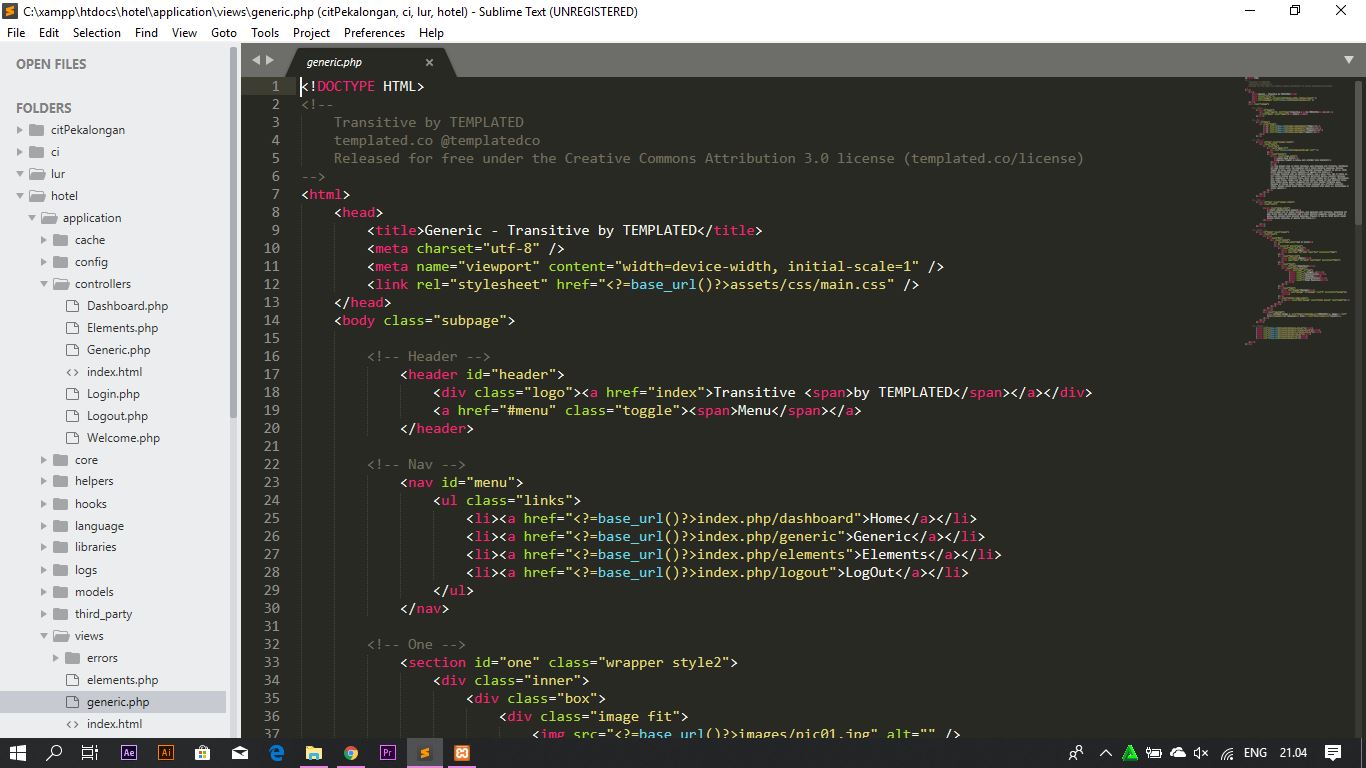 C:\xampp\htdocs\hotel\application\views\generic.php (citPekalongan, ci, lur, hotel) - Sublime Text (UNREGISTERED)
File Edit Selection Find View Goto Tools Project Preferences Help
OPEN FILES
FOLDERS
citPekalongan
ci
lur
hotel
application
cache
config
controllers
Dashboard.php
Elements.php
Generic.php
<> index.html
Login.php
Logout.php
Welcome.php
core
helpers
hooks
language
libraries
logs
models
third_party
views
errors
elements.php
generic.php
<> index.html
generic.php ×
1 <!DOCTYPE HTML>
2 <!--
3 Transitive by TEMPLATED
4 templated.co @templatedco
5 Released for free under the Creative Commons Attribution 3.0 license (templated.co/license)
6 -->
7 <html>
8 <head>
9 <title>Generic - Transitive by TEMPLATED</title>
10 <meta charset="utf-8" />
11 <meta name="viewport" content="width=device-width, initial-scale=1" />
12 <link rel="stylesheet" href="<?=base_url()?>assets/css/main.css" />
13 </head>
14 <body class="subpage">
15
16 <!-- Header -->
17 <header id="header">
18 <div class="logo"><a href="index">Transitive <span>by TEMPLATED</span></a></div>
19 <a href="#menu" class="toggle"><span>Menu</span></a>
20 </header>
21
22 <!-- Nav -->
23 <nav id="menu">
24 <ul class="links">
25 <li><a href="<?=base_url()?>index.php/dashboard">Home</a></li>
26 <li><a href="<?=base_url()?>index.php/generic">Generic</a></li>
27 <li><a href="<?=base_url()?>index.php/elements">Elements</a></li>
28 <li><a href="<?=base_url()?>index.php/logout">LogOut</a></li>
29 </ul>
30 </nav>
31
32 <!-- One -->
33 <section id="one" class="wrapper style2">
34 <div class="inner">
35 <div class="box">
36 <div class="image fit">
37 <img src="<?=base_url()?>images/pic01.jpg" alt="" />
Ae Ai Pr ENG 21.04